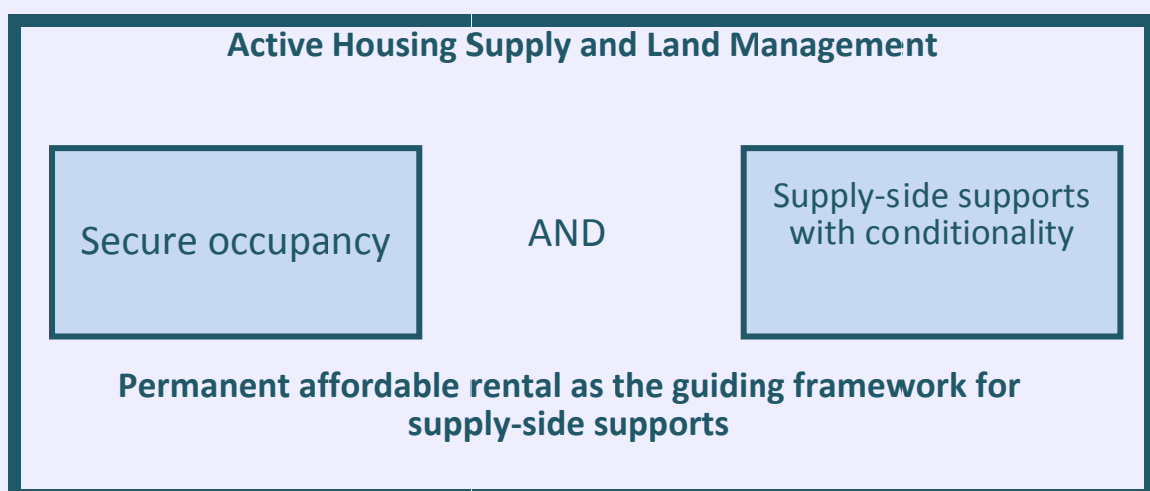 Active Housing Supply and Land Management
Secure occupancy
AND
Supply-side supports
with conditionality
Permanent affordable rental as the guiding framework for
supply-side supports